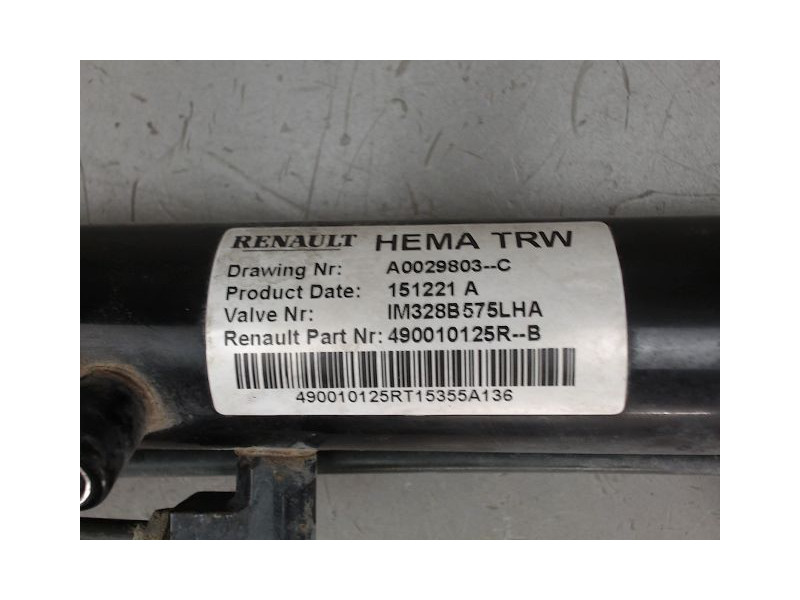 RENAULT HEMA TRW
Drawing Nr: A0029803--C
Product Date: 151221 A
Valve Nr: IM328B575LHA
Renault Part Nr: 490010125R--B
490010125RT15355A136